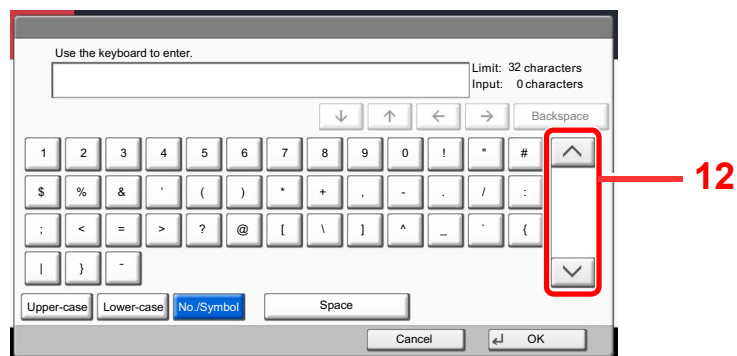 Use the keyboard to enter.
Limit: 32 characters
Input: 0 characters
↓ ↑ ← → Backspace
1 2 3 4 5 6 7 8 9 0 ! " #
$ % & ' ( ) * + , - . / :
; < = > ? @ [ \ ] ^ _ ` {
| } ~
Upper-case Lower-case No./Symbol Space
Cancel OK
12